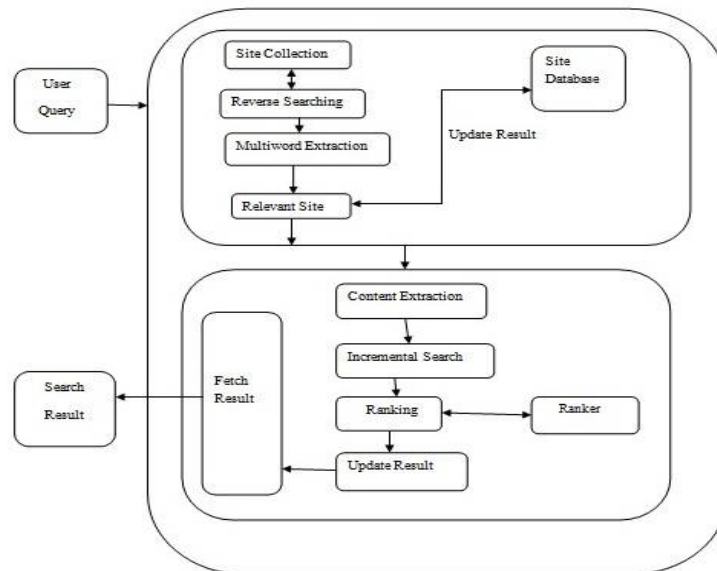 Site Collection
Site
Database
User
Query
Reverse Searching
Update Result
Multiword Extraction
Relevant Site
Content Extraction
Incremental Search
Fetch
Result
Search
Result
Ranking
Ranker
Update Result